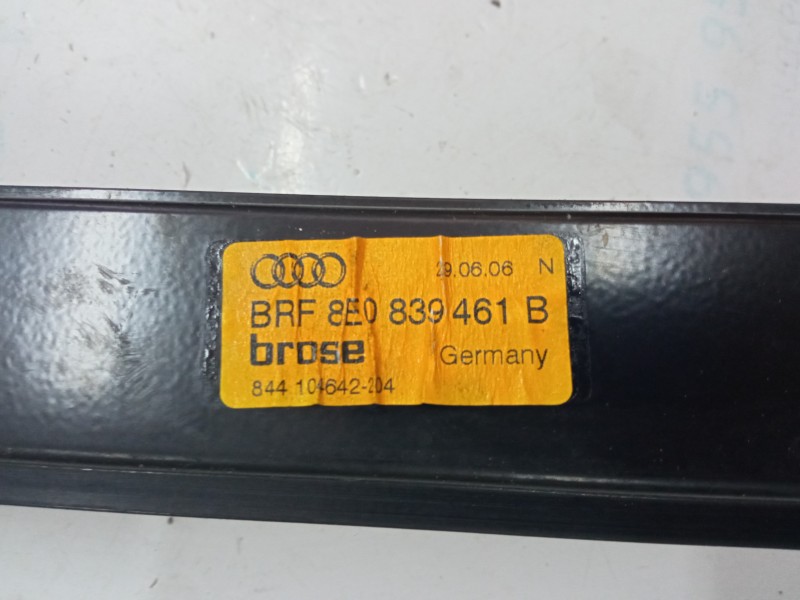 29.06.06 N
BRF 8E0 839 461 B
brose Germany
844 104642-204